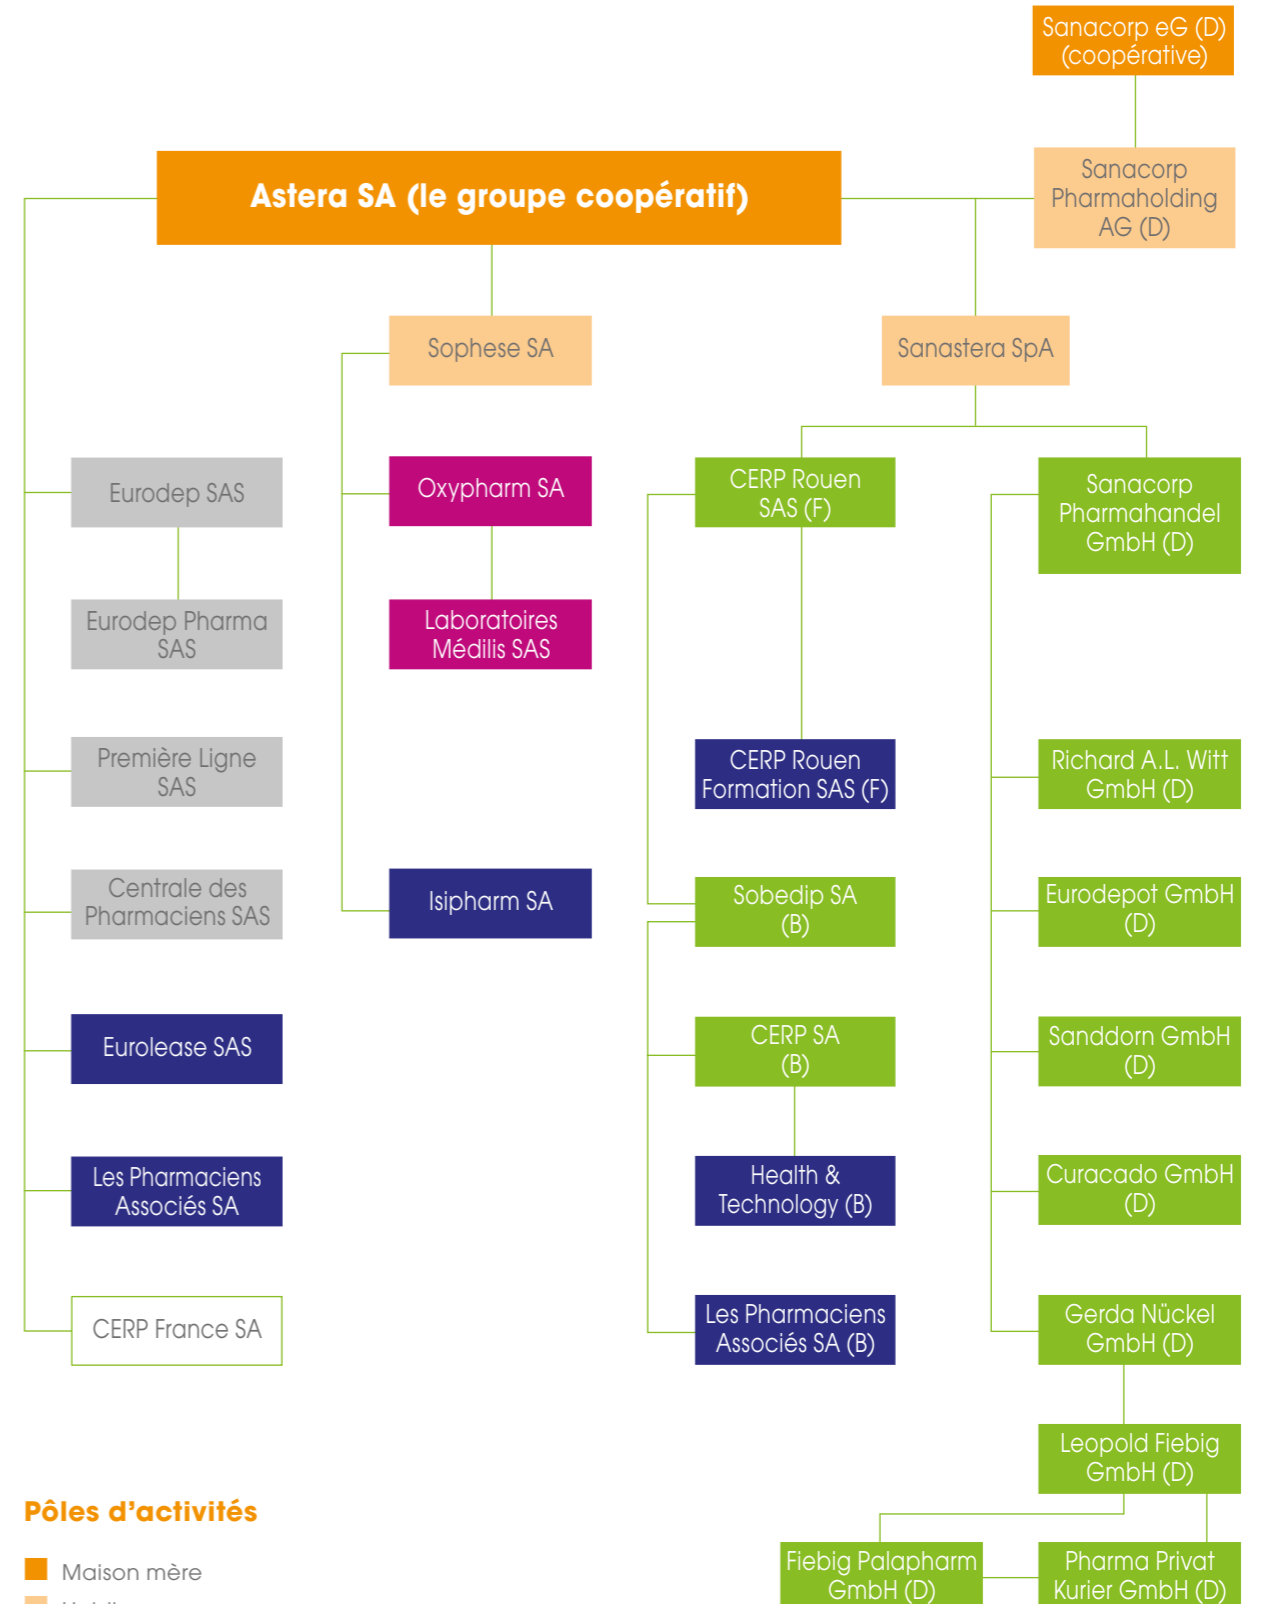 Sanacorp eG (D)
(coopérative)
Astera SA (le groupe coopératif)
Sanacorp
Pharmaholding
AG (D)
Sophese SA
Sanastera SpA
Eurodep SAS
Oxypharm SA
CERP Rouen
SAS (F)
Sanacorp
Pharmahandel
GmbH (D)
Eurodep Pharma
SAS
Laboratoires
Médilis SAS
Première Ligne
SAS
CERP Rouen
Formation SAS (F)
Richard A.L. Witt
GmbH (D)
Centrale des
Pharmaciens SAS
Isipharm SA
Sobedip SA
(B)
Eurodepot GmbH
(D)
Eurolease SAS
CERP SA
(B)
Sanddorn GmbH
(D)
Les Pharmaciens
Associés SA
Health &
Technology (B)
Curacado GmbH
(D)
CERP France SA
Les Pharmaciens
Associés SA (B)
Gerda Nückel
GmbH (D)
Leopold Fiebig
GmbH (D)
Fiebig Palapharm
GmbH (D)
Pharma Privat
Kurier GmbH (D)
Pôles d’activités
Maison mère